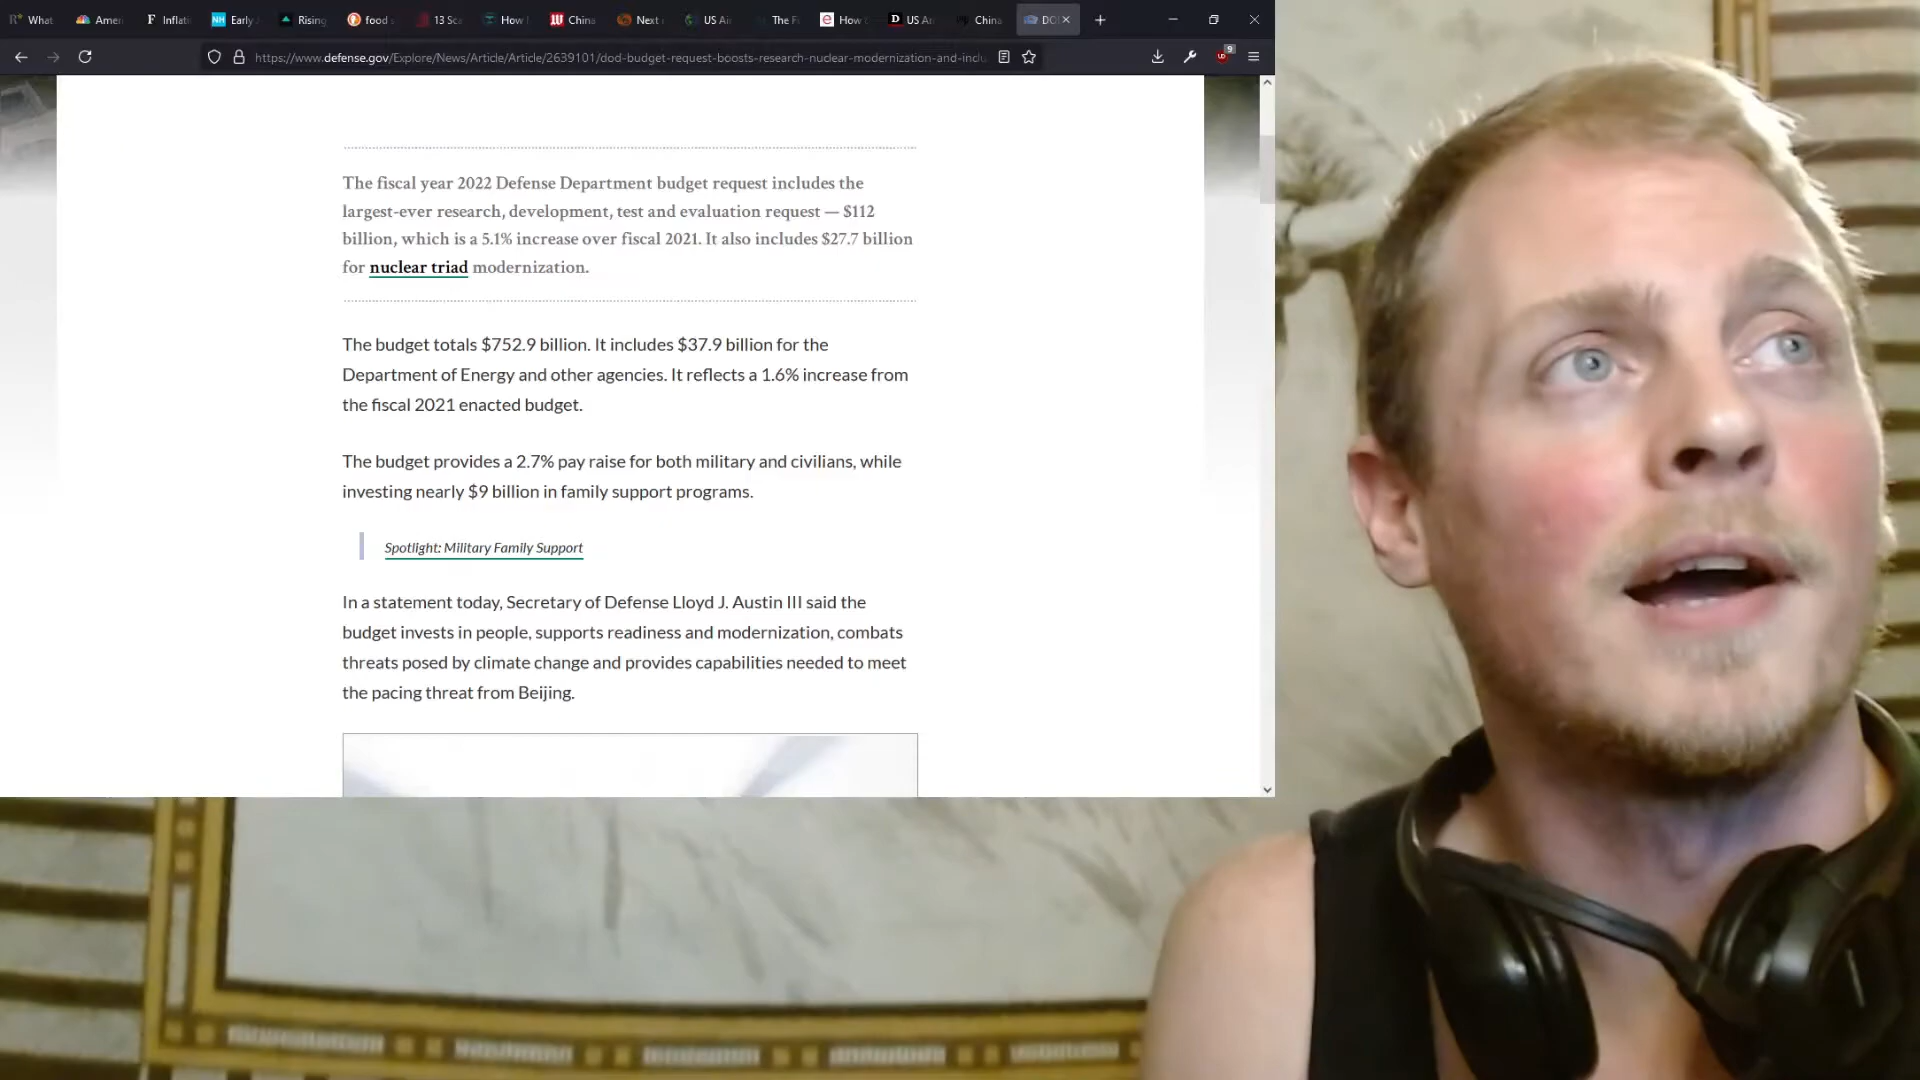 What
Amer
Inflati
Early
Rising
food
13 Sca
How
China
Next
US Air
The F
How
US Ar
China
DO
https://www.defense.gov/Explore/News/Article/Article/2639101/dod-budget-request-boosts-research-nuclear-modernization-and-inclu
9
The fiscal year 2022 Defense Department budget request includes the
largest-ever research, development, test and evaluation request — $112
billion, which is a 5.1% increase over fiscal 2021. It also includes $27.7 billion
for nuclear triad modernization.
The budget totals $752.9 billion. It includes $37.9 billion for the
Department of Energy and other agencies. It reflects a 1.6% increase from
the fiscal 2021 enacted budget.
The budget provides a 2.7% pay raise for both military and civilians, while
investing nearly $9 billion in family support programs.
Spotlight: Military Family Support
In a statement today, Secretary of Defense Lloyd J. Austin III said the
budget invests in people, supports readiness and modernization, combats
threats posed by climate change and provides capabilities needed to meet
the pacing threat from Beijing.